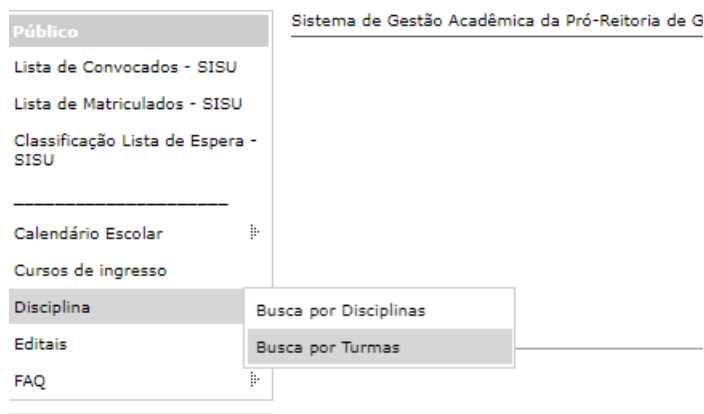 Sistema de Gestão Acadêmica da Pró-Reitoria de G
Público
Lista de Convocados - SISU
Lista de Matriculados - SISU
Classificação Lista de Espera -
SISU
Calendário Escolar
Cursos de ingresso
Disciplina
Busca por Disciplinas
Busca por Turmas
Editais
FAQ